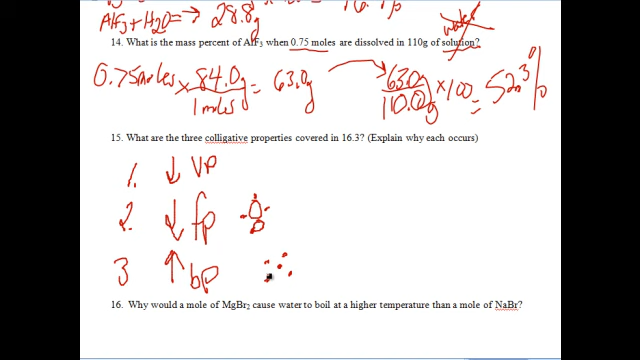 AlF3 + H2O = → 28.8g
water
14. What is the mass percent of AlF3 when 0.75 moles are dissolved in 110g of solution?
0.75 moles × 84.0g / 1 moles = 63.0g → 63.0g / 110.0g × 100 = 52.3%
15. What are the three colligative properties covered in 16.3? (Explain why each occurs)
1. ↓ VP
2. ↓ fp
3 ↑ bp
16. Why would a mole of MgBr2 cause water to boil at a higher temperature than a mole of NaBr?